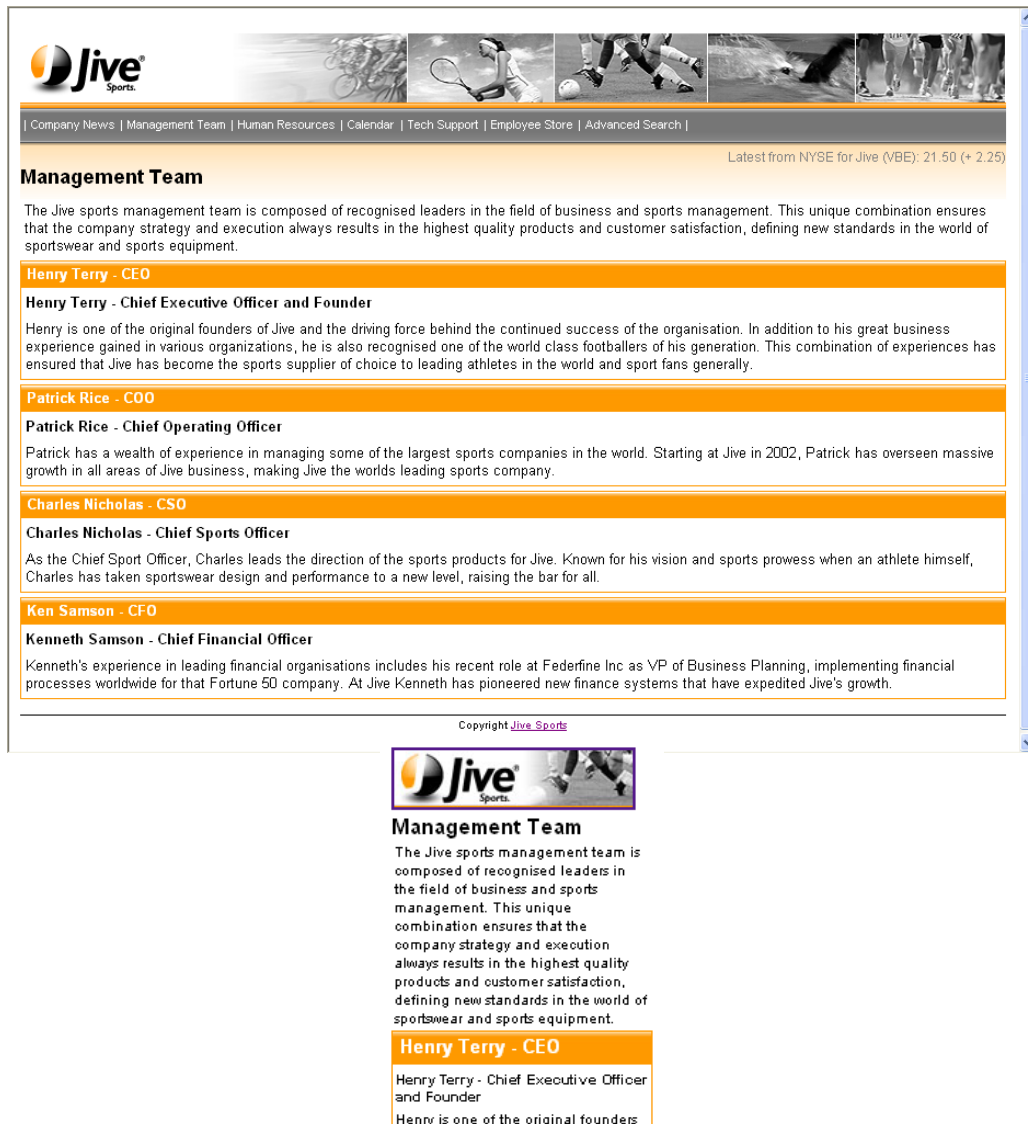 Jive®
Sports.
| Company News | Management Team | Human Resources | Calendar | Tech Support | Employee Store | Advanced Search |
Latest from NYSE for Jive (VBE): 21.50 (+ 2.25)
Management Team
The Jive sports management team is composed of recognised leaders in the field of business and sports management. This unique combination ensures
that the company strategy and execution always results in the highest quality products and customer satisfaction, defining new standards in the world of
sportswear and sports equipment.
Henry Terry - CEO
Henry Terry - Chief Executive Officer and Founder
Henry is one of the original founders of Jive and the driving force behind the continued success of the organisation. In addition to his great business
experience gained in various organizations, he is also recognised one of the world class footballers of his generation. This combination of experiences has
ensured that Jive has become the sports supplier of choice to leading athletes in the world and sport fans generally.
Patrick Rice - COO
Patrick Rice - Chief Operating Officer
Patrick has a wealth of experience in managing some of the largest sports companies in the world. Starting at Jive in 2002, Patrick has overseen massive
growth in all areas of Jive business, making Jive the worlds leading sports company.
Charles Nicholas - CSO
Charles Nicholas - Chief Sports Officer
As the Chief Sport Officer, Charles leads the direction of the sports products for Jive. Known for his vision and sports prowess when an athlete himself,
Charles has taken sportswear design and performance to a new level, raising the bar for all.
Ken Samson - CFO
Kenneth Samson - Chief Financial Officer
Kenneth's experience in leading financial organisations includes his recent role at Federfine Inc as VP of Business Planning, implementing financial
processes worldwide for that Fortune 50 company. At Jive Kenneth has pioneered new finance systems that have expedited Jive's growth.
Copyright Jive Sports
Jive®
Sports.
Management Team
The Jive sports management team is
composed of recognised leaders in
the field of business and sports
management. This unique
combination ensures that the
company strategy and execution
always results in the highest quality
products and customer satisfaction,
defining new standards in the world of
sportswear and sports equipment.
Henry Terry - CEO
Henry Terry - Chief Executive Officer
and Founder
Henry is one of the original founders